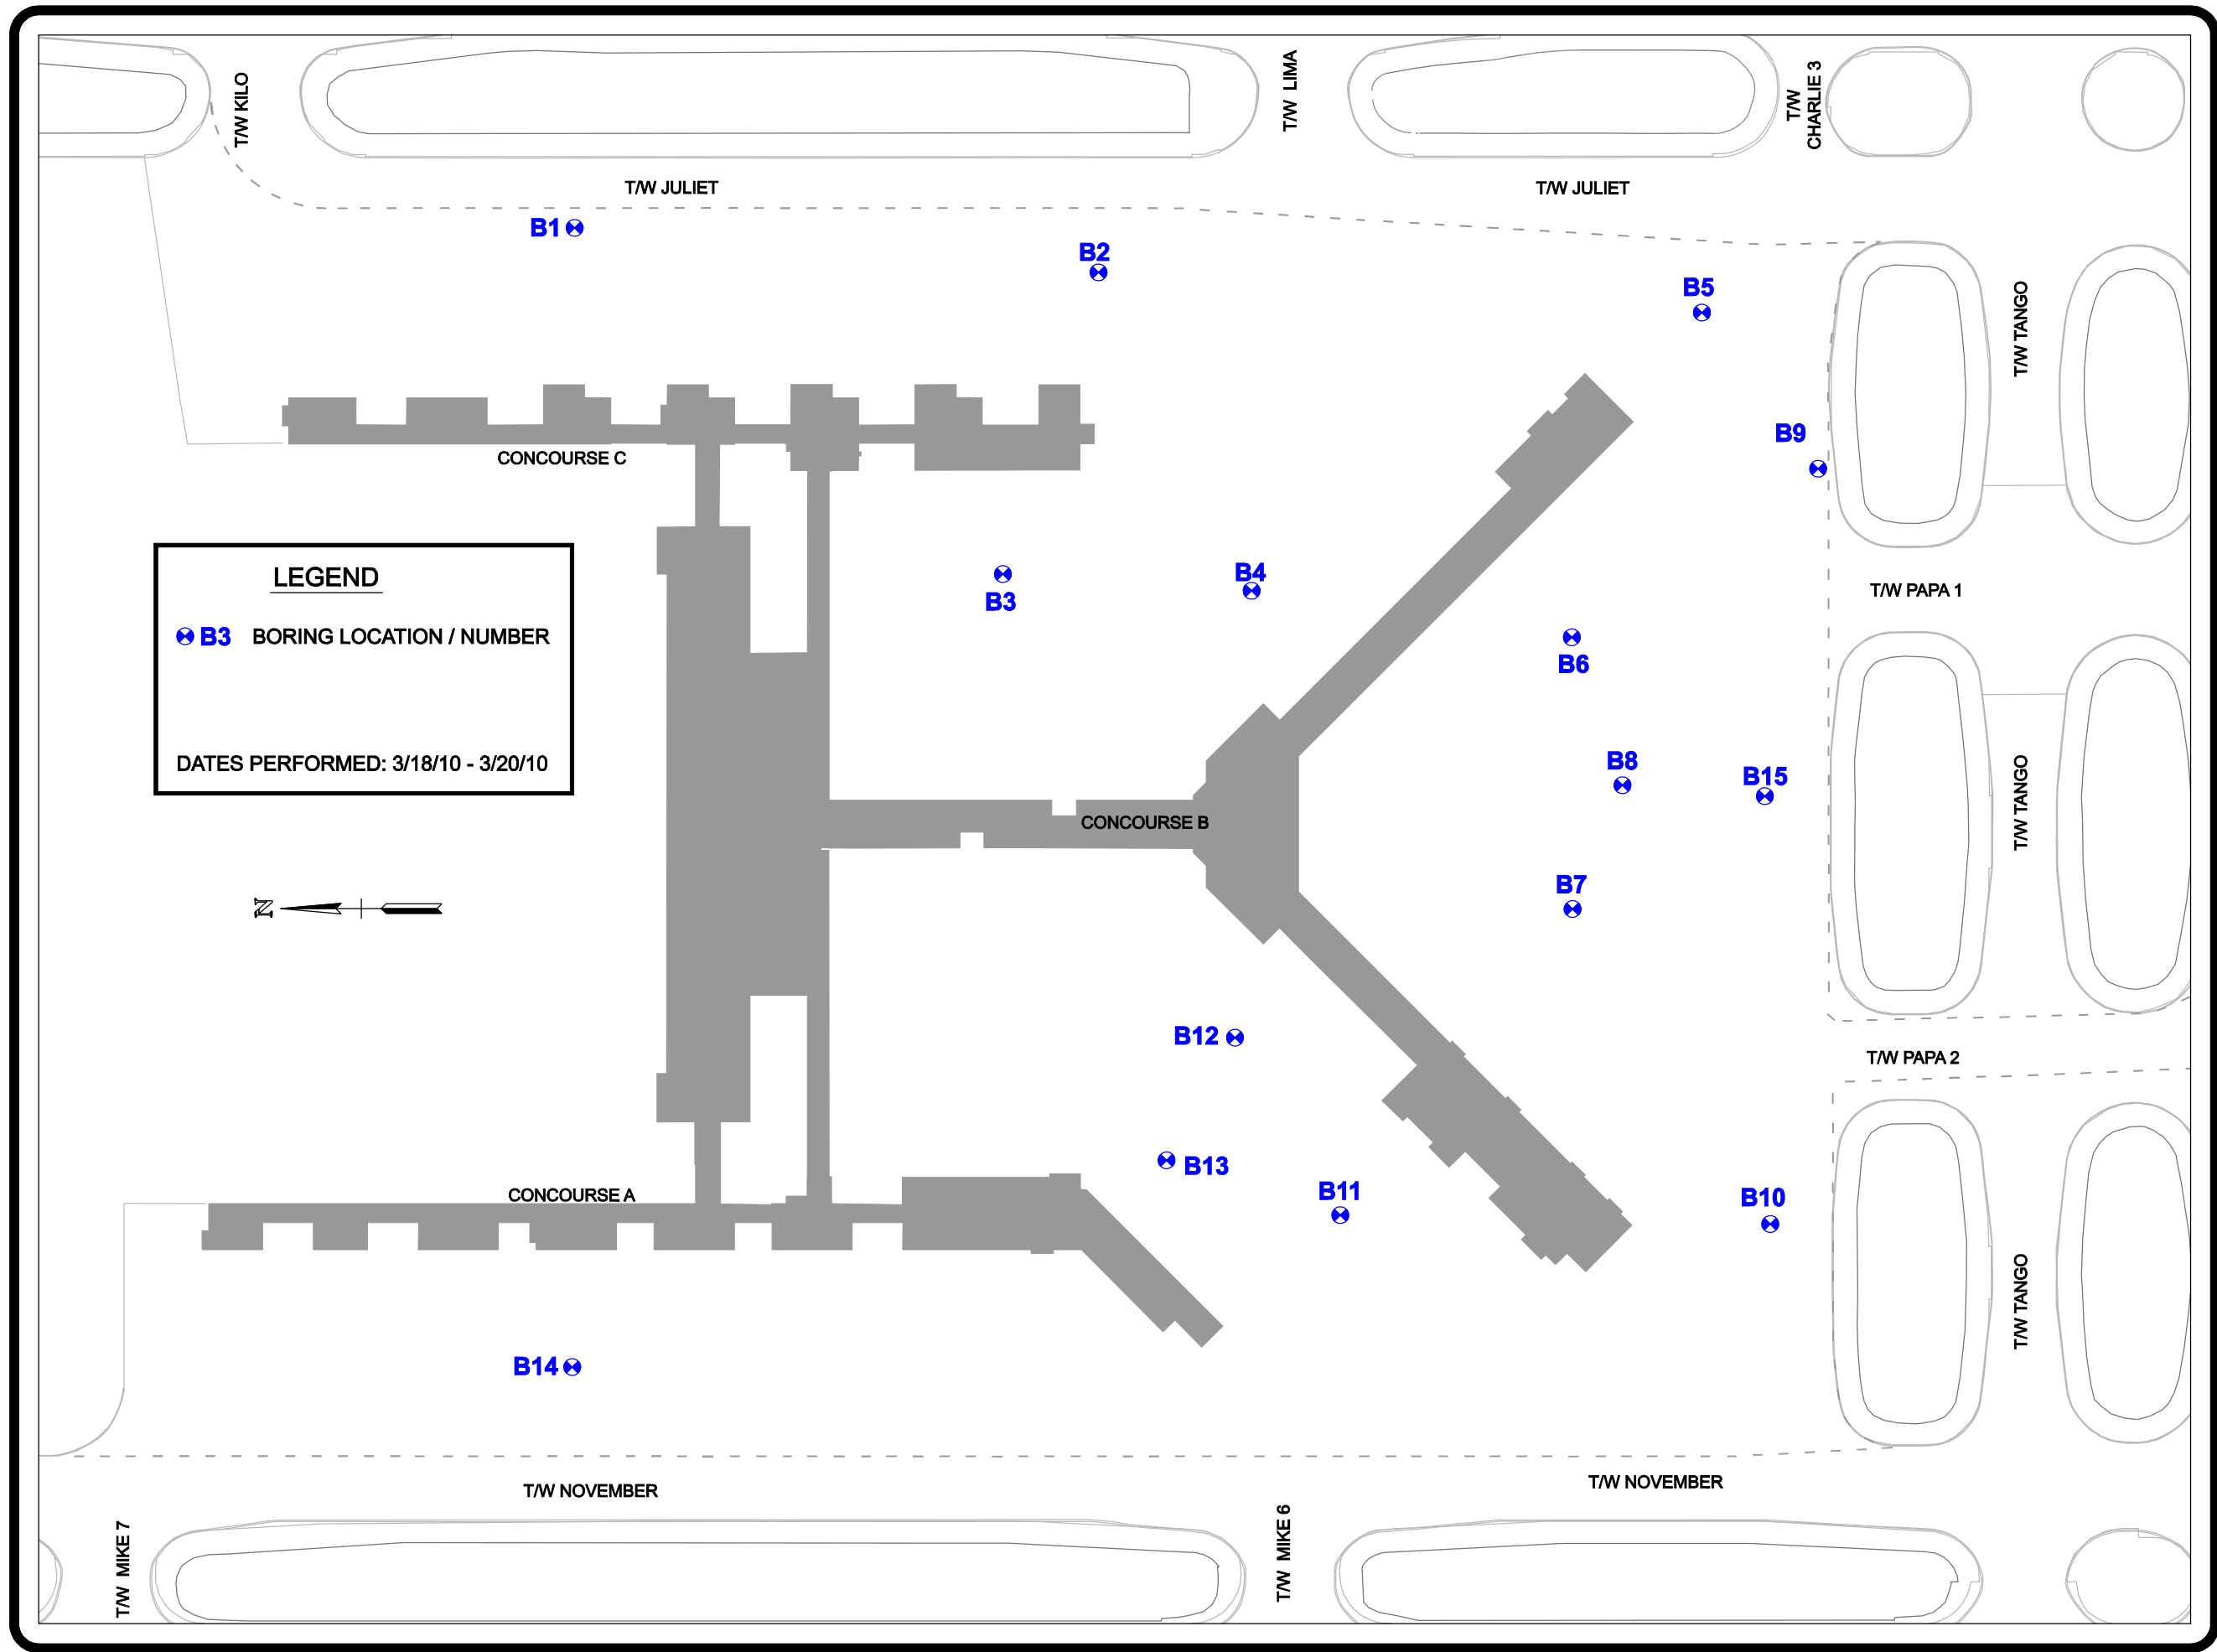 T/W KILO
T/W LIMA
T/W
CHARLIE 3
T/W JULIET
T/W JULIET
B1
B2
B5
T/W TANGO
B9
CONCOURSE C
LEGEND
B3 BORING LOCATION / NUMBER
DATES PERFORMED: 3/18/10 - 3/20/10
B3
B4
T/W PAPA 1
B6
B8
B15
T/W TANGO
CONCOURSE B
B7
N
B12
T/W PAPA 2
B13
B11
B10
CONCOURSE A
T/W TANGO
B14
T/W NOVEMBER
T/W NOVEMBER
T/W MIKE 7
T/W MIKE 6